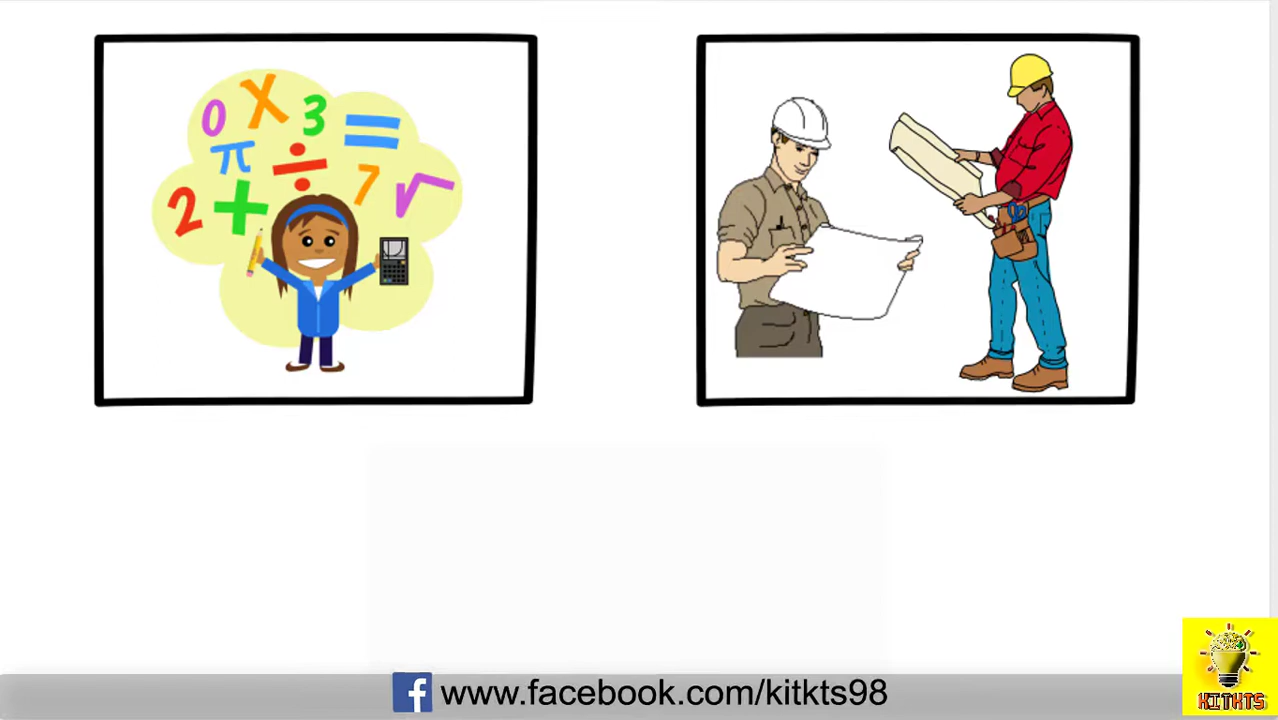 0 x 3 =
π ÷ 7 √
2 +
f www.facebook.com/kitkts98
KITKTS